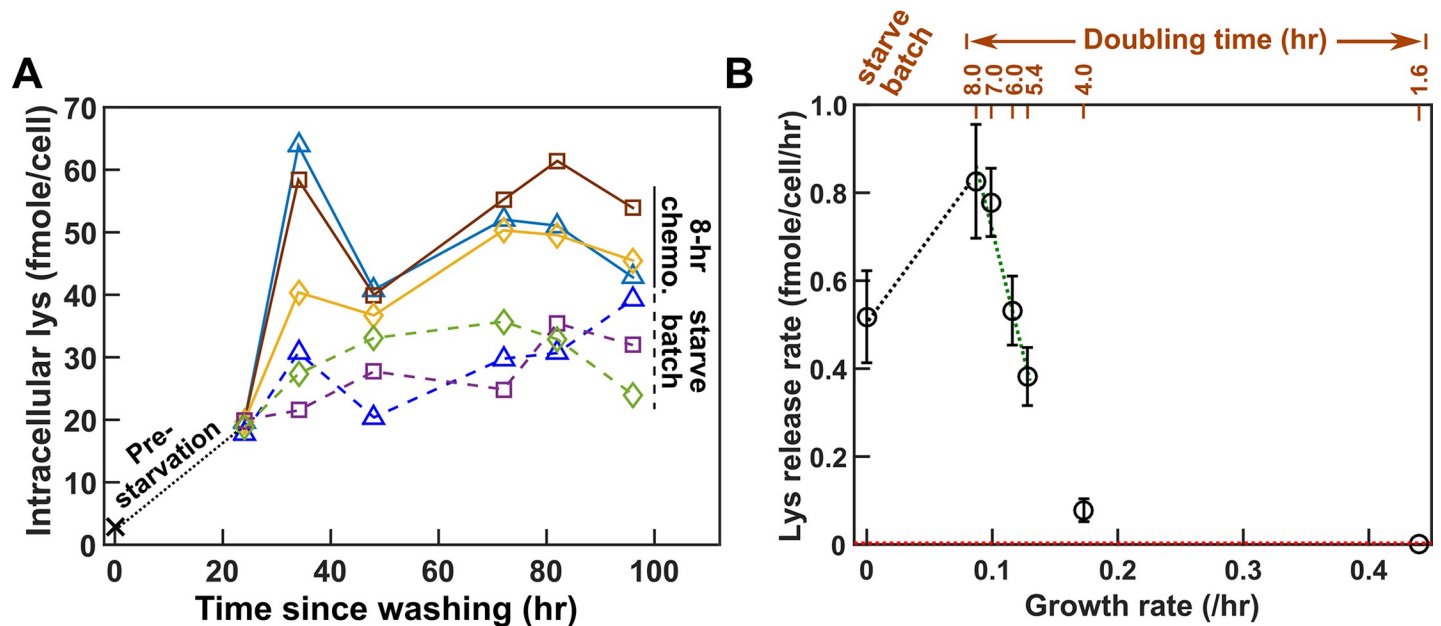 A
Intracellular lys (fmole/cell)
70
60
50
40
30
20
10
0
Pre-
starvation
8-hr
chemo.
starve
batch
0 20 40 60 80 100
Time since washing (hr)
B
starve
batch
Doubling time (hr)
8.0 7.0 6.0 5.4 4.0 1.6
Lys release rate (fmole/cell/hr)
1.0
0.8
0.6
0.4
0.2
0
0 0.1 0.2 0.3 0.4
Growth rate (/hr)